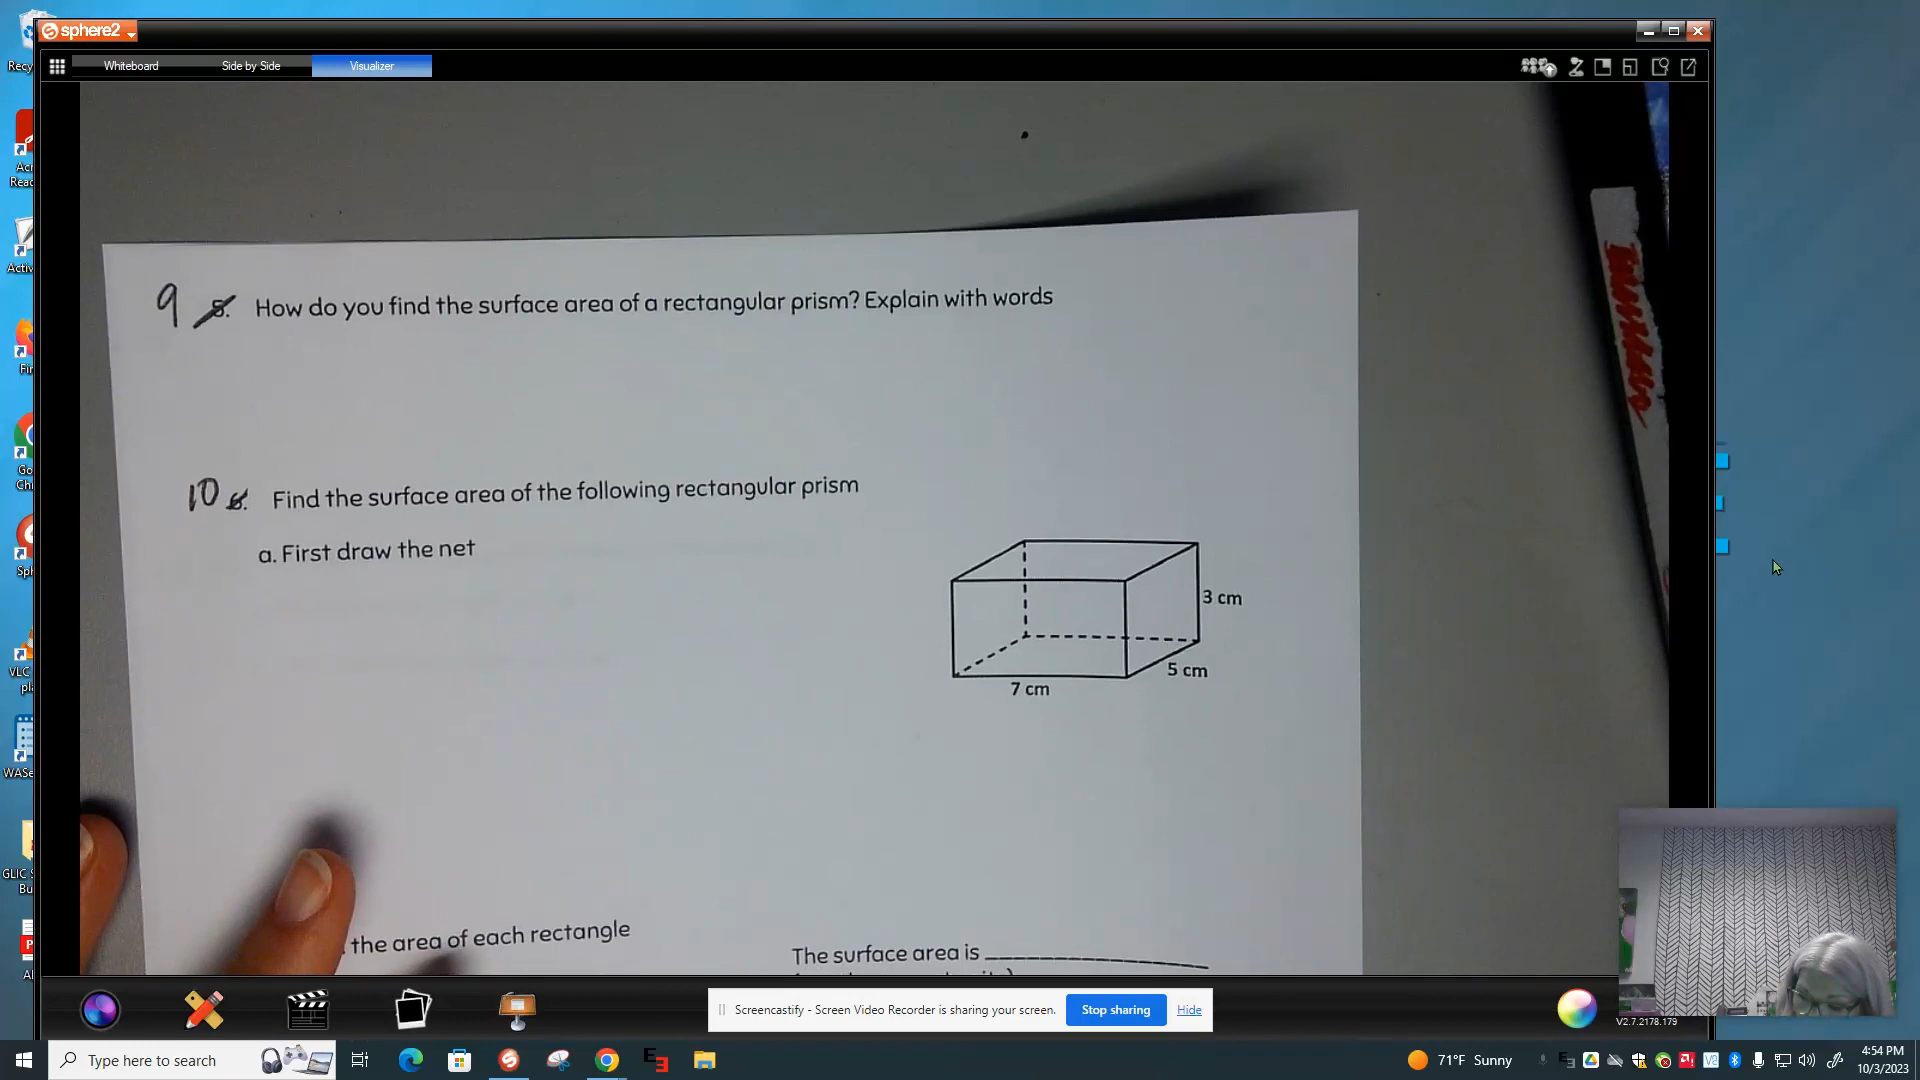 sphere2
Whiteboard Side by Side Visualizer
9 5. How do you find the surface area of a rectangular prism? Explain with words
10 6. Find the surface area of the following rectangular prism
a. First draw the net
3 cm
5 cm
7 cm
the area of each rectangle
The surface area is
Screencastify - Screen Video Recorder is sharing your screen. Stop sharing Hide
V2.7.2178.179
Type here to search
71°F Sunny
4:54 PM
10/3/2023